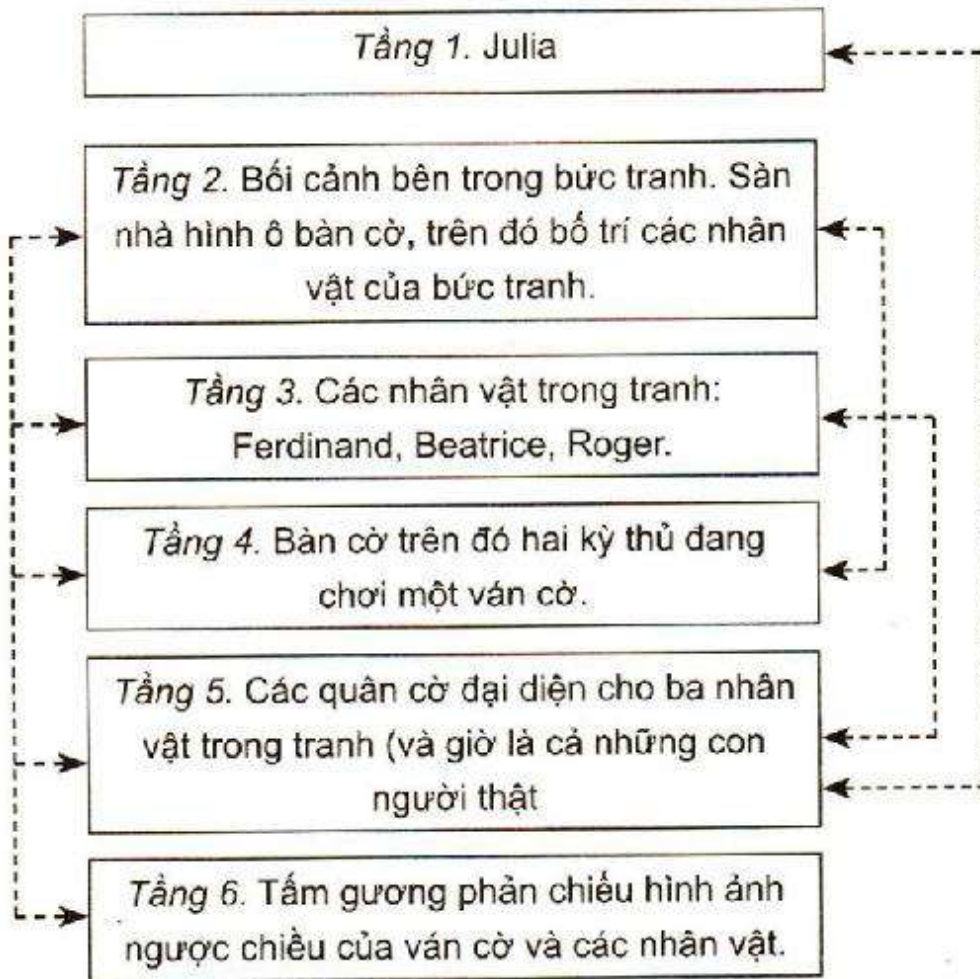 Tầng 1. Julia
Tầng 2. Bối cảnh bên trong bức tranh. Sàn
nhà hình ô bàn cờ, trên đó bố trí các nhân
vật của bức tranh.
Tầng 3. Các nhân vật trong tranh:
Ferdinand, Beatrice, Roger.
Tầng 4. Bàn cờ trên đó hai kỳ thủ đang
chơi một ván cờ.
Tầng 5. Các quân cờ đại diện cho ba nhân
vật trong tranh (và giờ là cả những con
người thật
Tầng 6. Tấm gương phản chiếu hình ảnh
ngược chiều của ván cờ và các nhân vật.